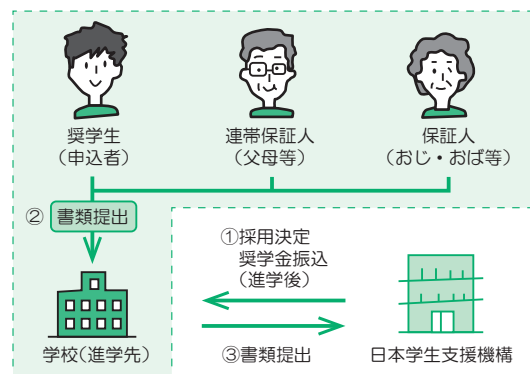 奨学生
（申込者）
連帯保証人
（父母等）
保証人
（おじ・おば等）
② 書類提出
①採用決定
奨学金振込
（進学後）
学校（進学先）
③書類提出
日本学生支援機構